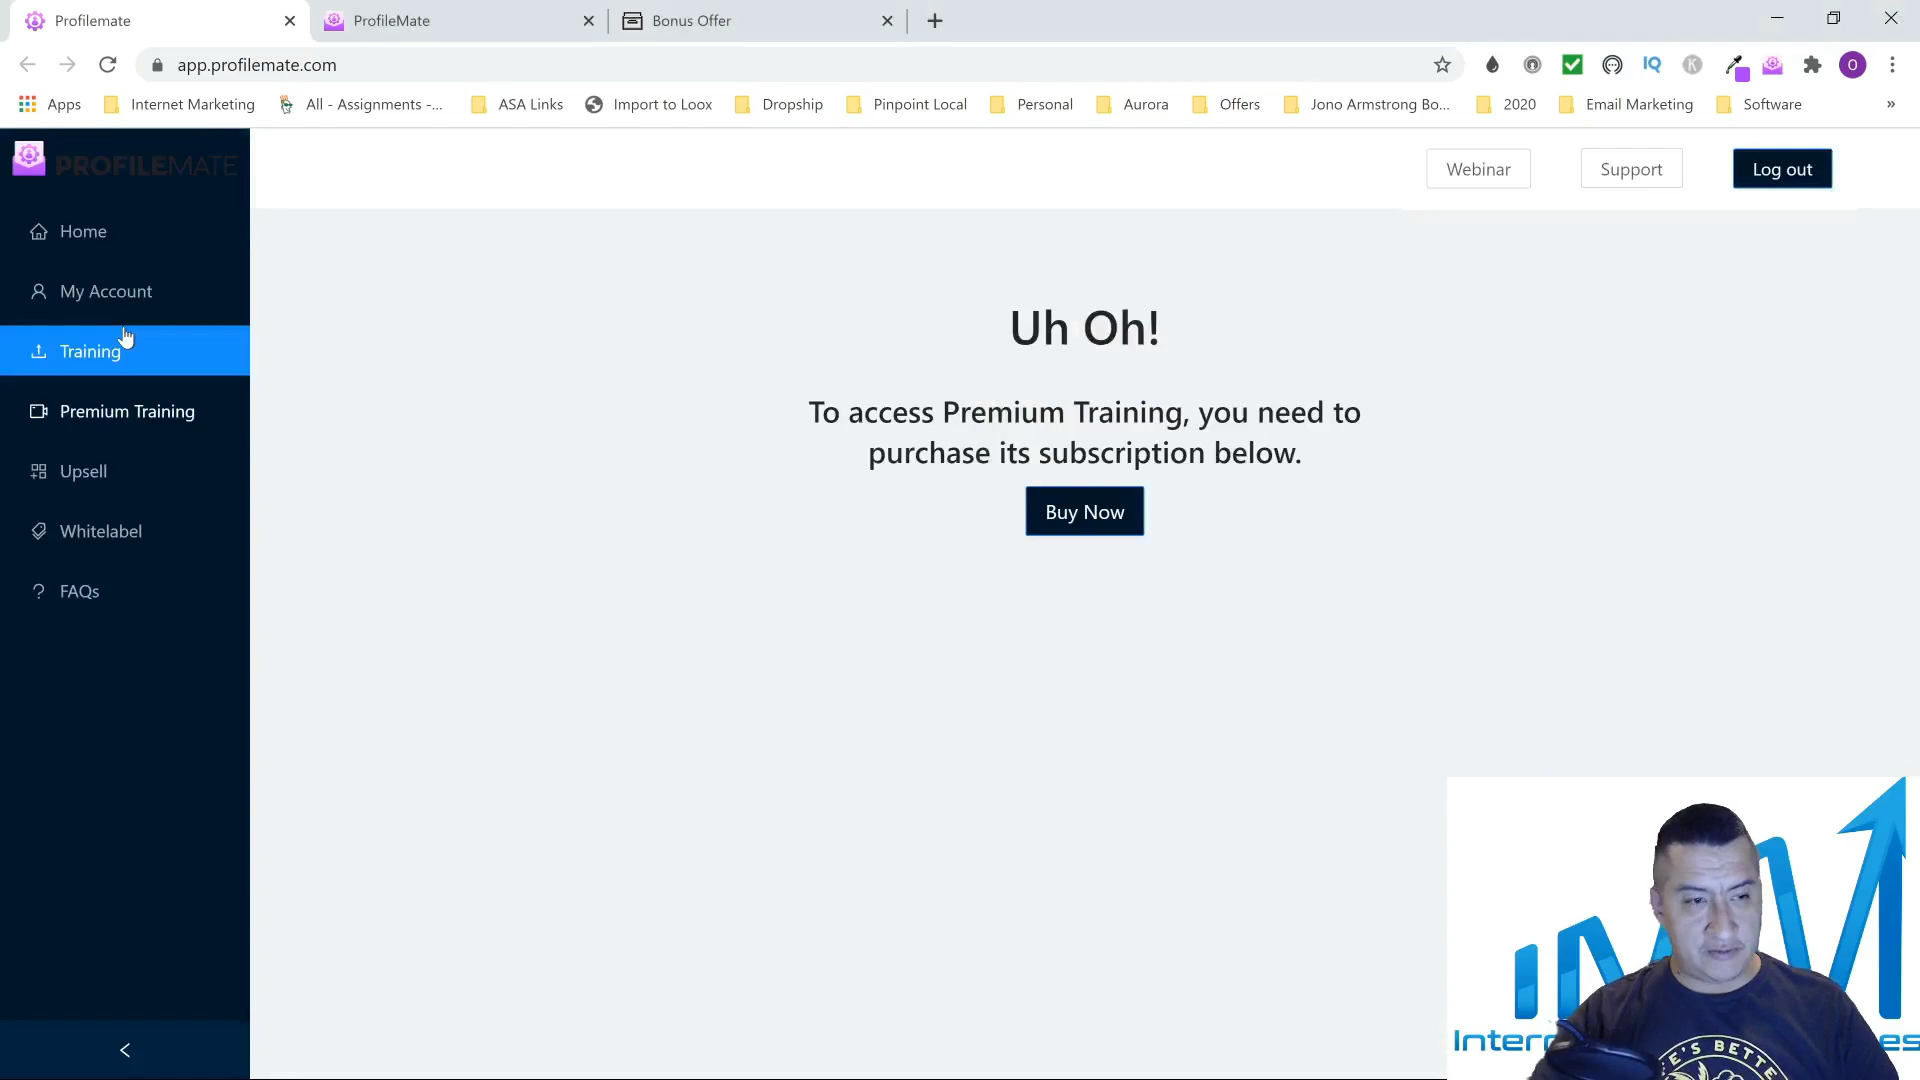 Profilemate
ProfileMate
Bonus Offer
app.profilemate.com
IQ
K
O
Apps
Internet Marketing
All - Assignments -...
ASA Links
Import to Loox
Dropship
Pinpoint Local
Personal
Aurora
Offers
Jono Armstrong Bo...
2020
Email Marketing
Software
»
PROFILEMATE
Webinar
Support
Log out
Home
My Account
Training
Premium Training
Upsell
Whitelabel
? FAQs
Uh Oh!
To access Premium Training, you need to
purchase its subscription below.
Buy Now